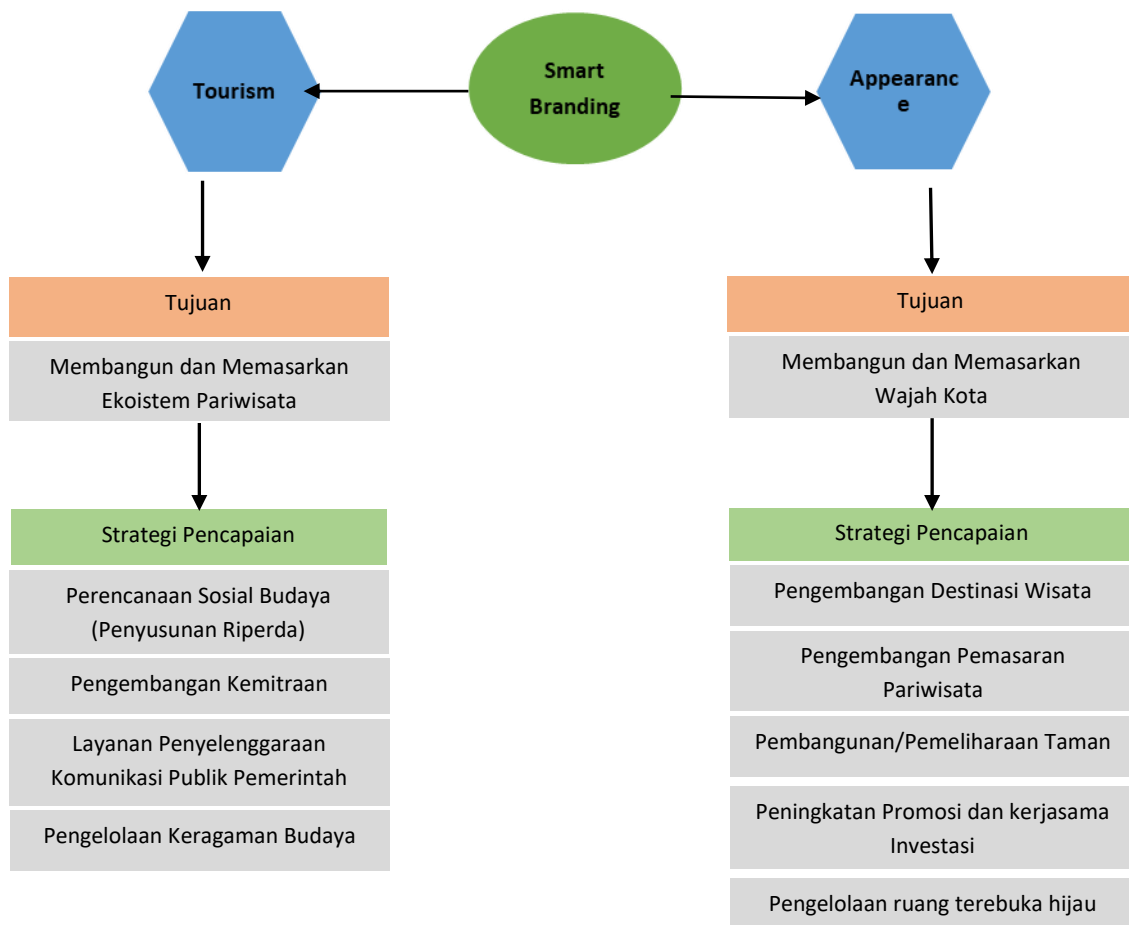 Tourism
Smart
Branding
Appearanc
e
Tujuan
Membangun dan Memasarkan
Ekoistem Pariwisata
Strategi Pencapaian
Perencanaan Sosial Budaya
(Penyusunan Riperda)
Pengembangan Kemitraan
Layanan Penyelenggaraan
Komunikasi Publik Pemerintah
Pengelolaan Keragaman Budaya
Tujuan
Membangun dan Memasarkan
Wajah Kota
Strategi Pencapaian
Pengembangan Destinasi Wisata
Pengembangan Pemasaran
Pariwisata
Pembangunan/Pemeliharaan Taman
Peningkatan Promosi dan kerjasama
Investasi
Pengelolaan ruang terebuka hijau